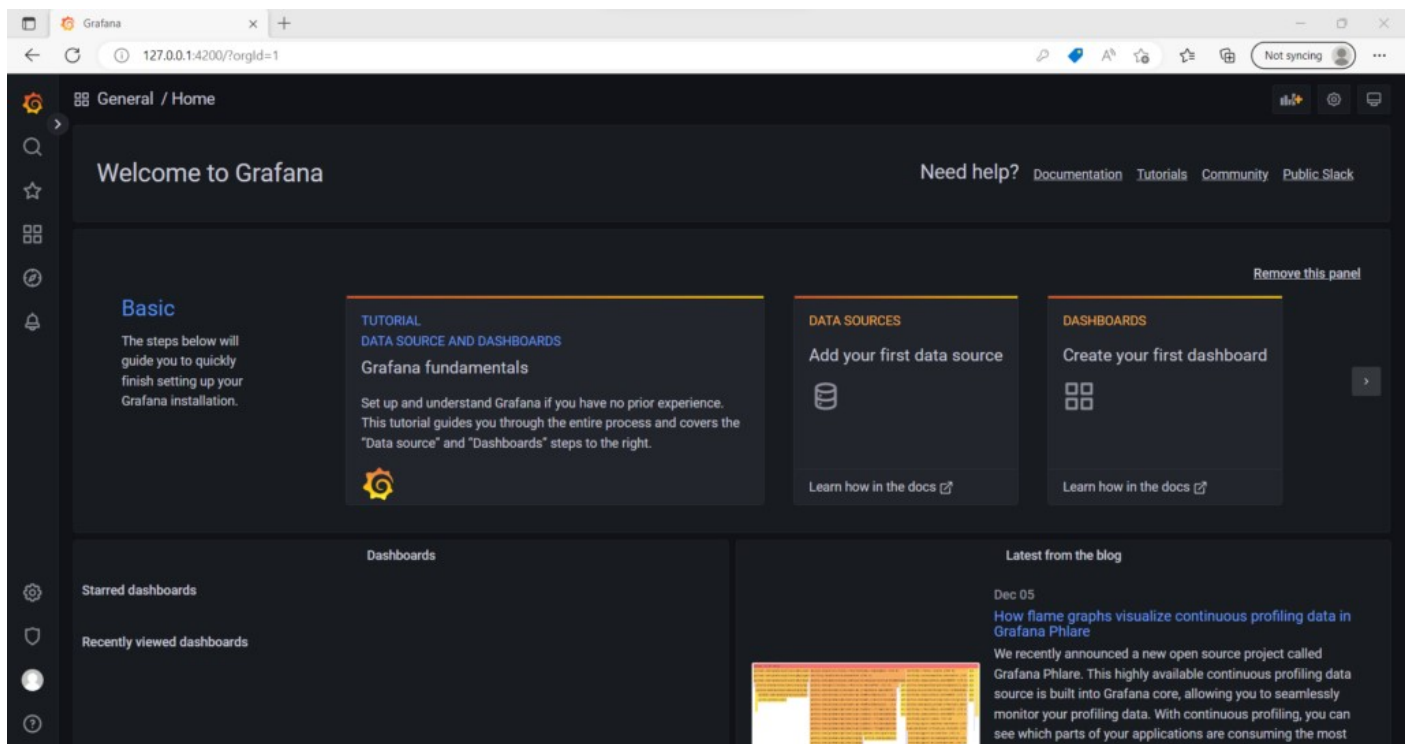 Grafana
127.0.0.1:4200/?orgId=1
Not syncing
General / Home
Welcome to Grafana
Need help? Documentation Tutorials Community Public Slack
Remove this panel
Basic
The steps below will
guide you to quickly
finish setting up your
Grafana installation.
TUTORIAL
DATA SOURCE AND DASHBOARDS
Grafana fundamentals
Set up and understand Grafana if you have no prior experience.
This tutorial guides you through the entire process and covers the
"Data source" and "Dashboards" steps to the right.
DATA SOURCES
Add your first data source
Learn how in the docs
DASHBOARDS
Create your first dashboard
Learn how in the docs
Dashboards
Starred dashboards
Recently viewed dashboards
Latest from the blog
Dec 05
How flame graphs visualize continuous profiling data in
Grafana Phlare
We recently announced a new open source project called
Grafana Phlare. This highly available continuous profiling data
source is built into Grafana core, allowing you to seamlessly
monitor your profiling data. With continuous profiling, you can
see which parts of your applications are consuming the most